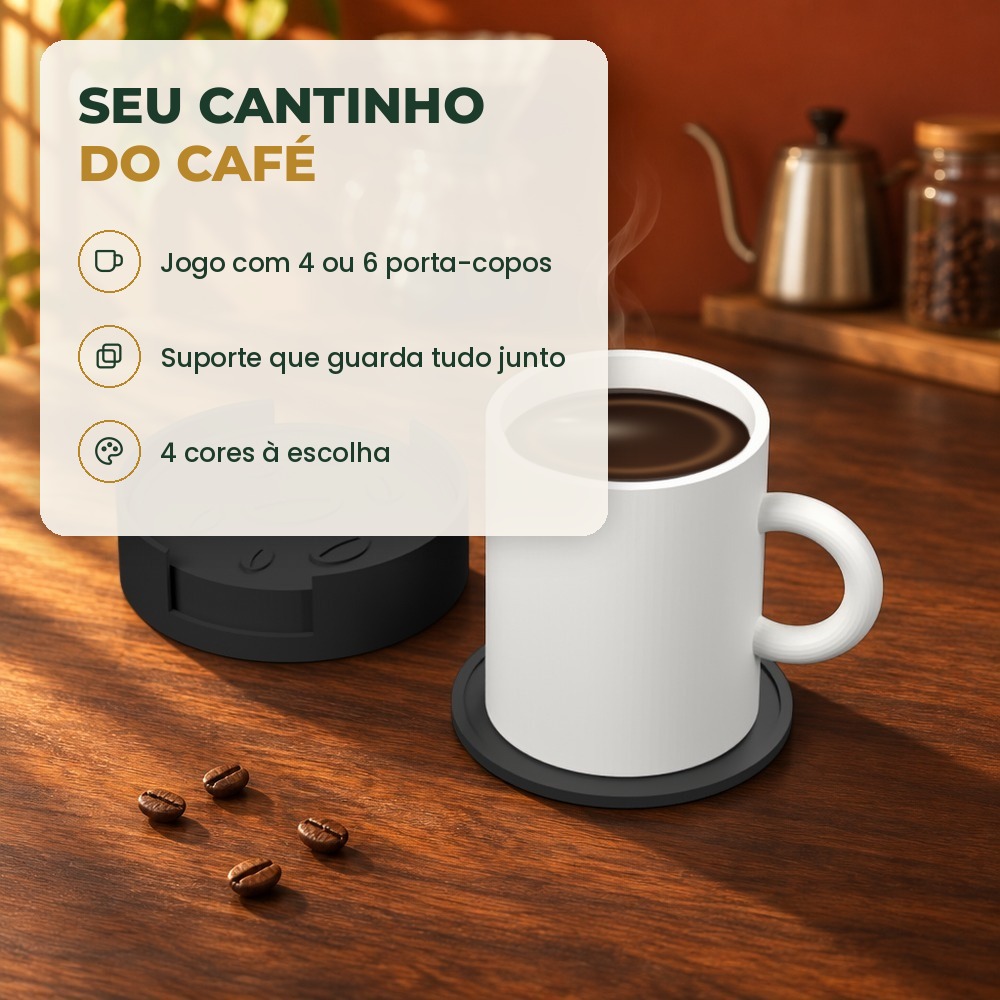 SEU CANTINHO
DO CAFÉ
Jogo com 4 ou 6 porta-copos
Suporte que guarda tudo junto
4 cores à escolha